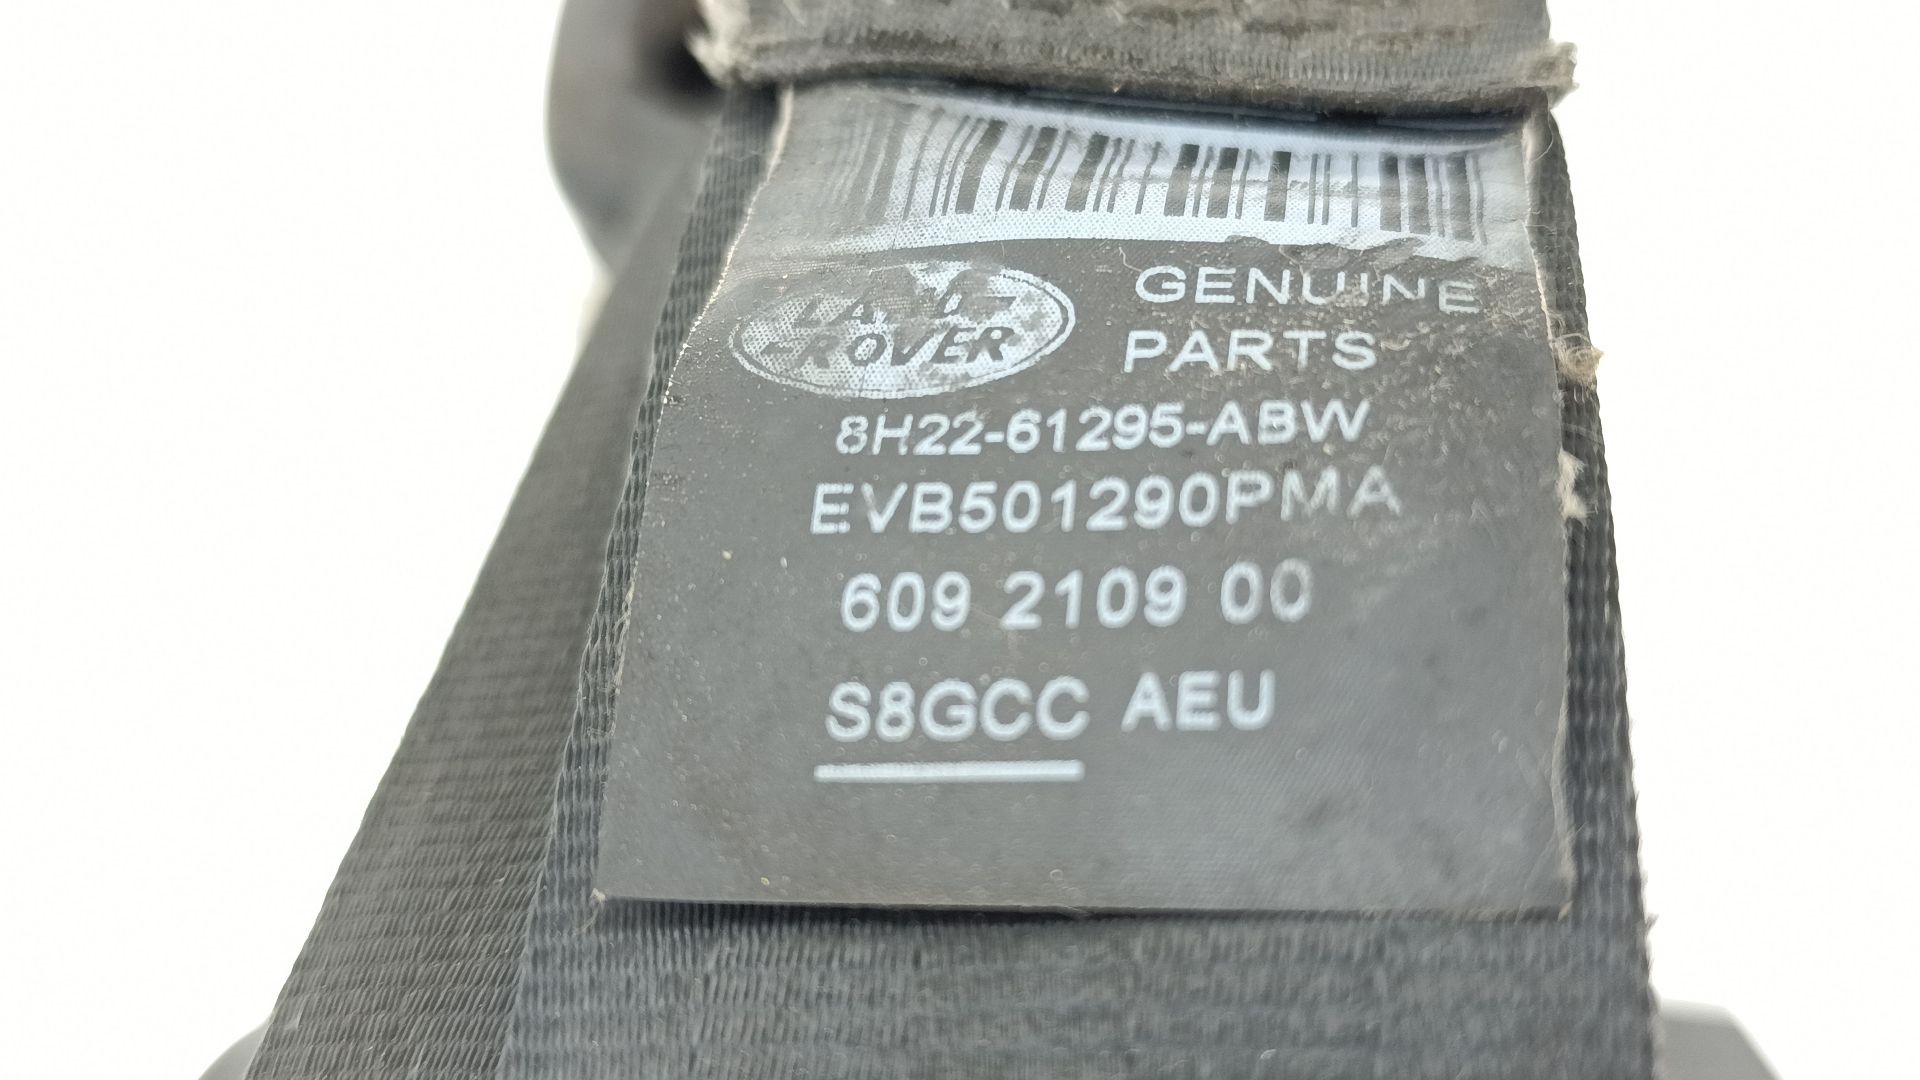 LAND
ROVER
GENUINE
PARTS
8H22-61295-ABW
EVB501290PMA
609 2109 00
S8GCC AEU